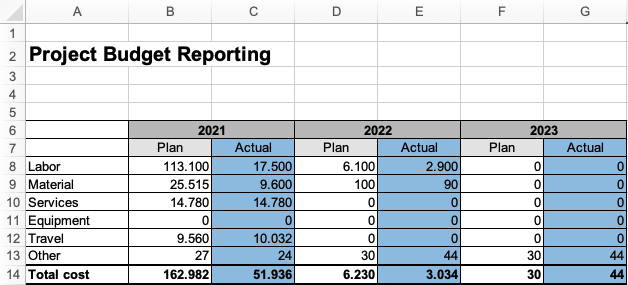 A B C D E F G
1
2 Project Budget Reporting
3
4
5
6 2021 2022 2023
7 Plan Actual Plan Actual Plan Actual
8 Labor 113.100 17.500 6.100 2.900 0 0
9 Material 25.515 9.600 100 90 0 0
10 Services 14.780 14.780 0 0 0 0
11 Equipment 0 0 0 0 0 0
12 Travel 9.560 10.032 0 0 0 0
13 Other 27 24 30 44 30 44
14 Total cost 162.982 51.936 6.230 3.034 30 44